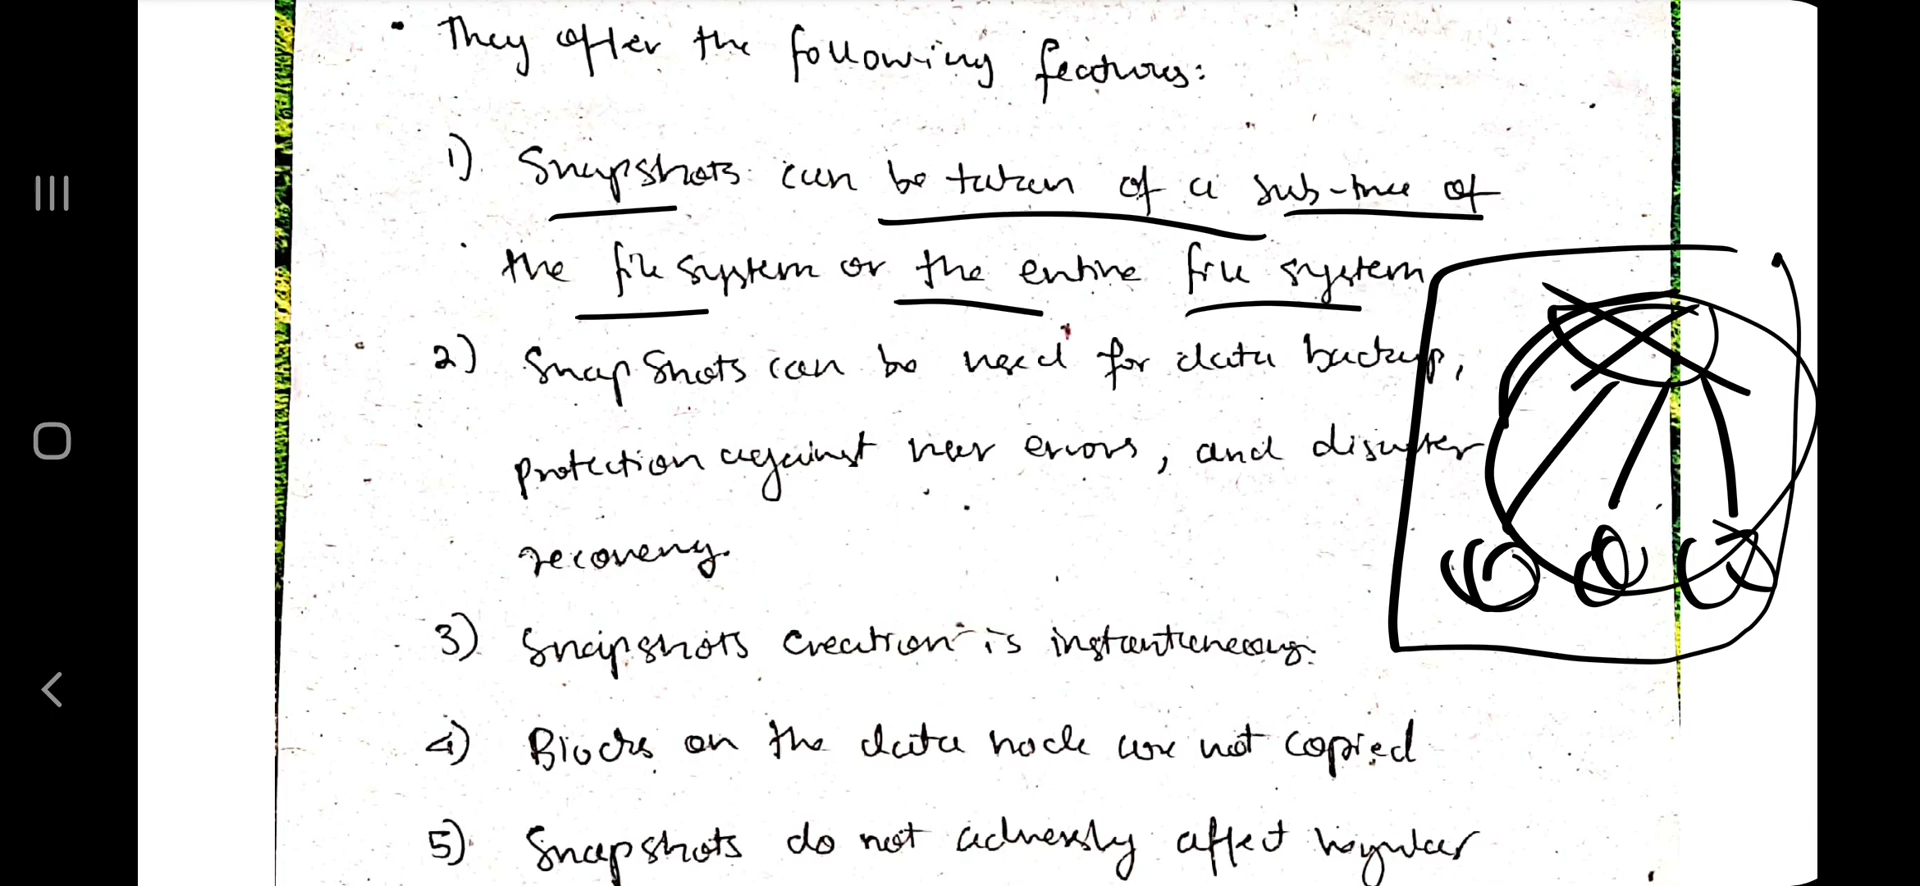 • They offer the following features:
1) Snapshots can be taken of a sub-tree of
the file system or the entire file system
2) Snap Shots can be used for data backup,
protection against user errors, and disaster
recovery.
3) Snapshots creation is instantaneous.
4) Blocks on the data node are not copied
5) Snapshots do not adversly affect regular